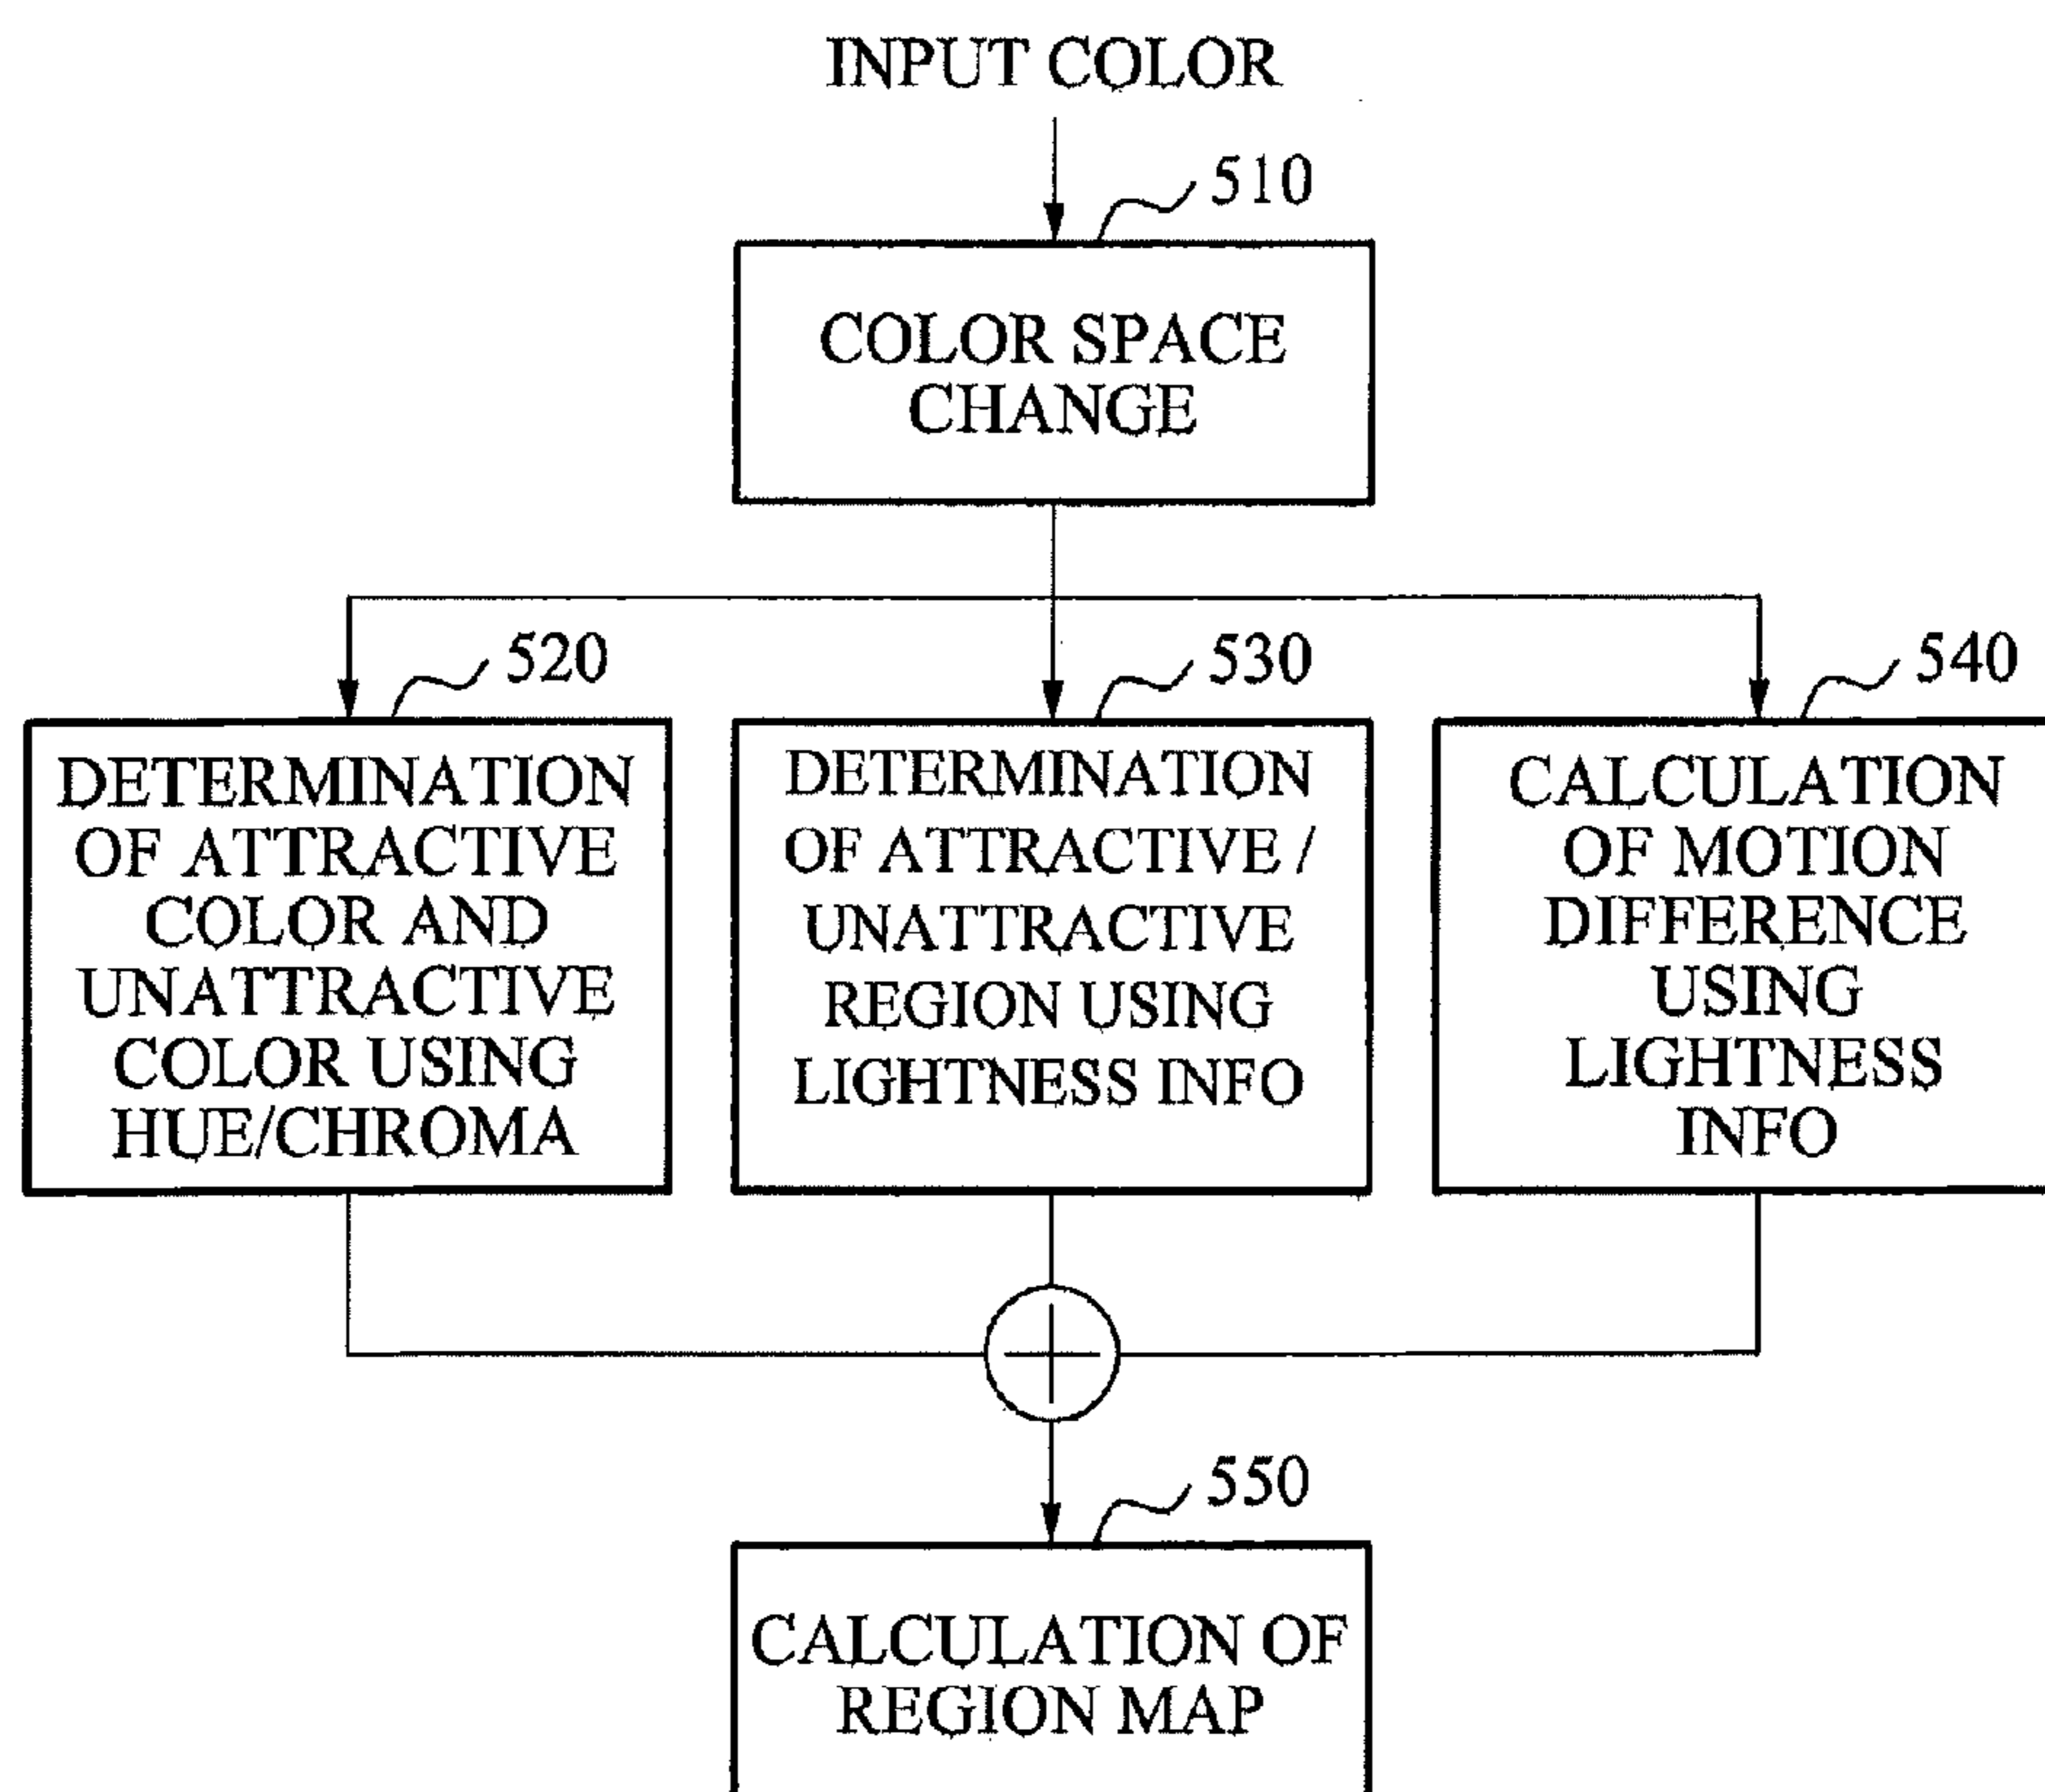 INPUT COLOR
510
COLOR SPACE
CHANGE
520
DETERMINATION
OF ATTRACTIVE
COLOR AND
UNATTRACTIVE
COLOR USING
HUE/CHROMA
530
DETERMINATION
OF ATTRACTIVE /
UNATTRACTIVE
REGION USING
LIGHTNESS INFO
540
CALCULATION
OF MOTION
DIFFERENCE
USING
LIGHTNESS
INFO
550
CALCULATION OF
REGION MAP